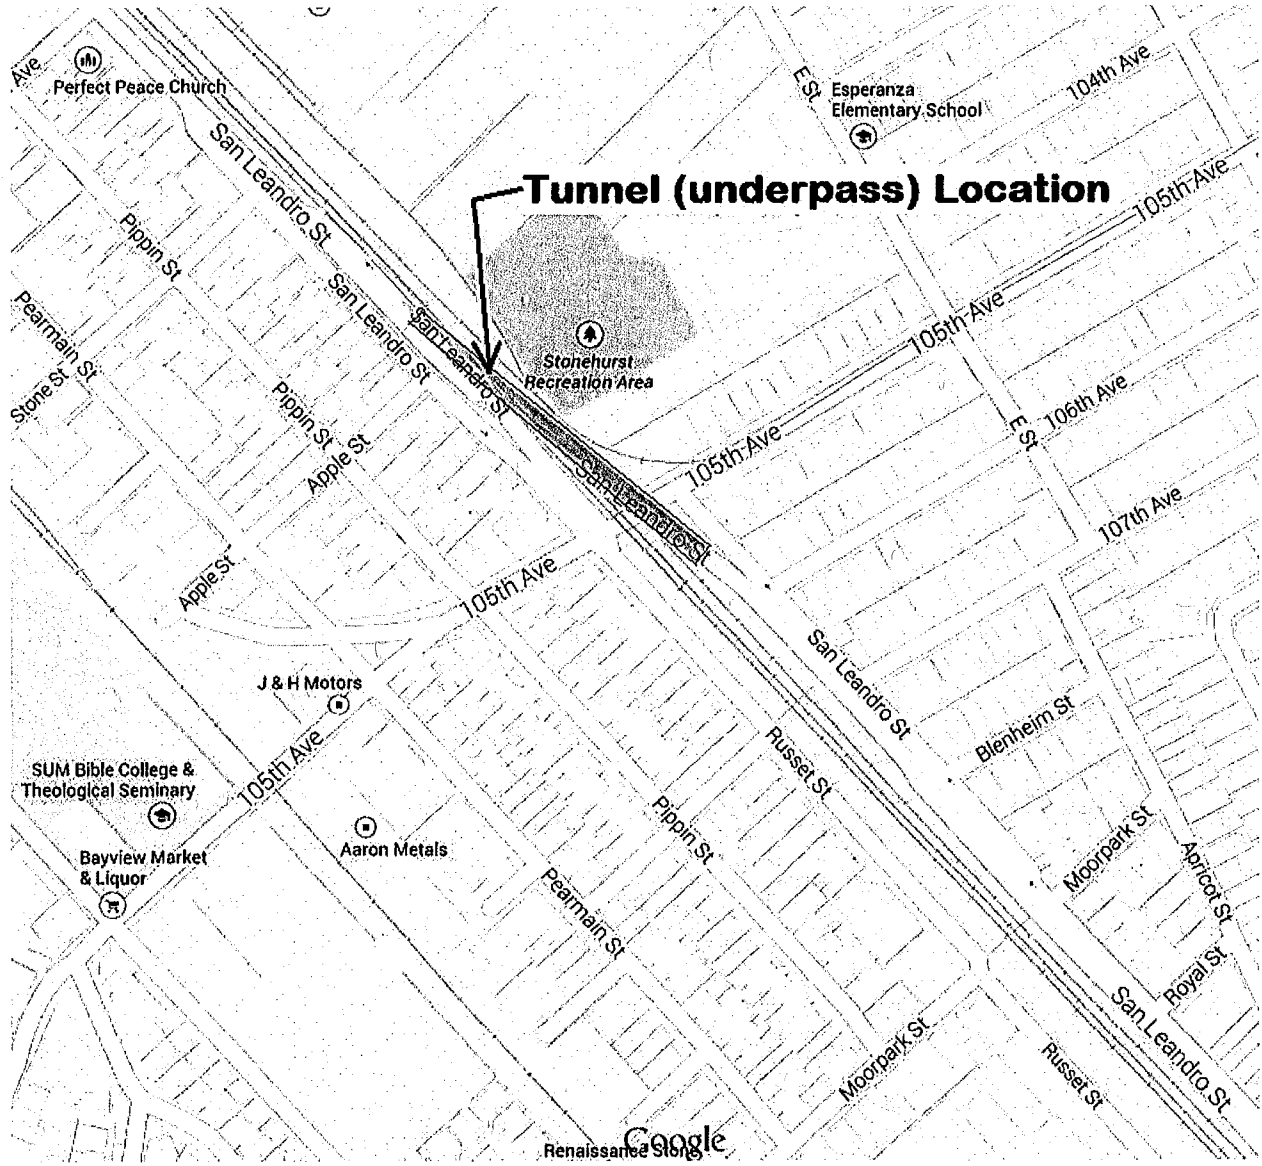 Ave
Perfect Peace Church
E St
Esperanza
Elementary School
104th Ave
San Leandro St
Tunnel (underpass) Location
105th Ave
Pippin St
San Leandro St
San Leandro St
Pearmain St
Stone St
Stonehurst
Recreation Area
105th Ave
Pippin St
Apple St
106th Ave
E St
105th Ave
San Leandro St
107th Ave
Apple St
105th Ave
San Leandro St
J & H Motors
105th Ave
Blenheim St
Russet St
SUM Bible College &
Theological Seminary
Pippin St
Aaron Metals
Bayview Market
& Liquor
Moorpark St
Apricot St
Pearmain St
Royal St
San Leandro St
Moorpark St
Russet St
Google
Renaissance Stone